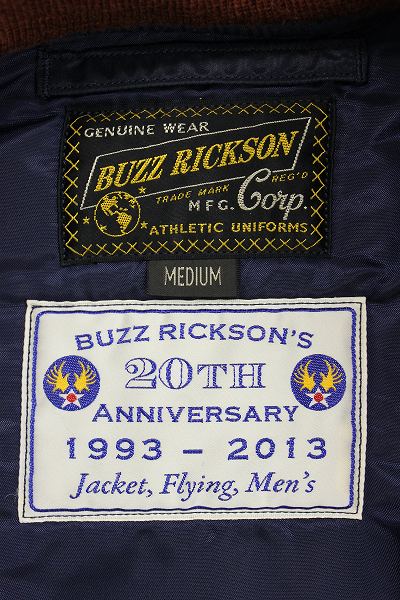 GENUINE WEAR
BUZZ RICKSON
REG'D
TRADE MARK
MFG. Corp.
ATHLETIC UNIFORMS
MEDIUM
BUZZ RICKSON'S
20TH
ANNIVERSARY
1993 - 2013
Jacket, Flying, Men's